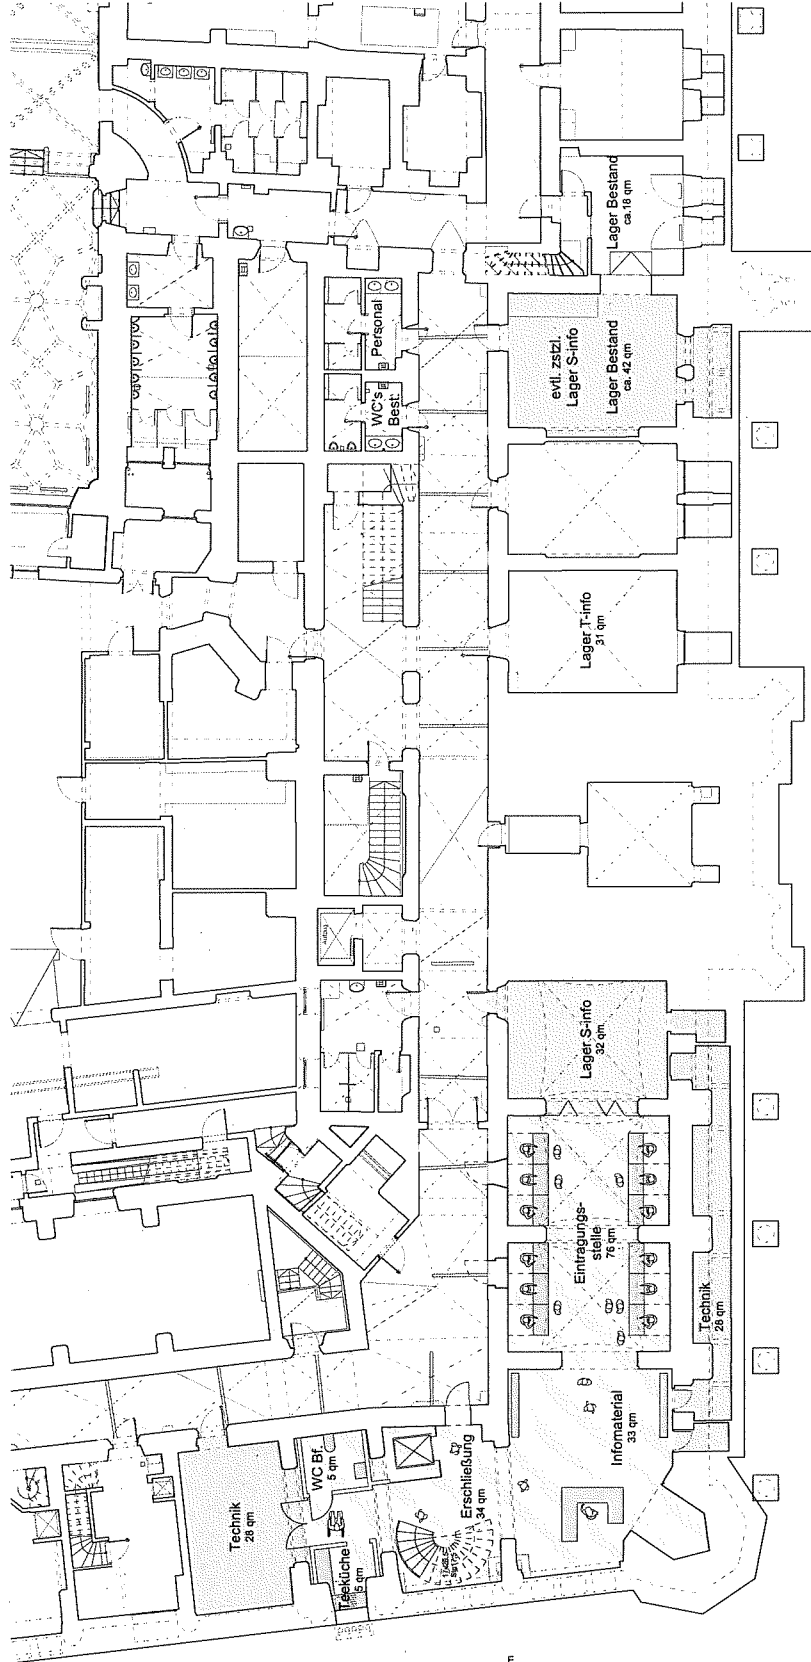 Lager Bestand
ca. 18 qm
evtl. zstzl.
Lager S-info
Lager Bestand
ca. 42 qm
Personal
WC's
Best.
Lager T-info
31 qm
Lager S-info
32 qm
Eintragungs-
stelle
76 qm
Technik
28 qm
Infomaterial
33 qm
Erschließung
34 qm
WC Bf.
5 qm
Technik
28 qm
Teeküche
5 qm